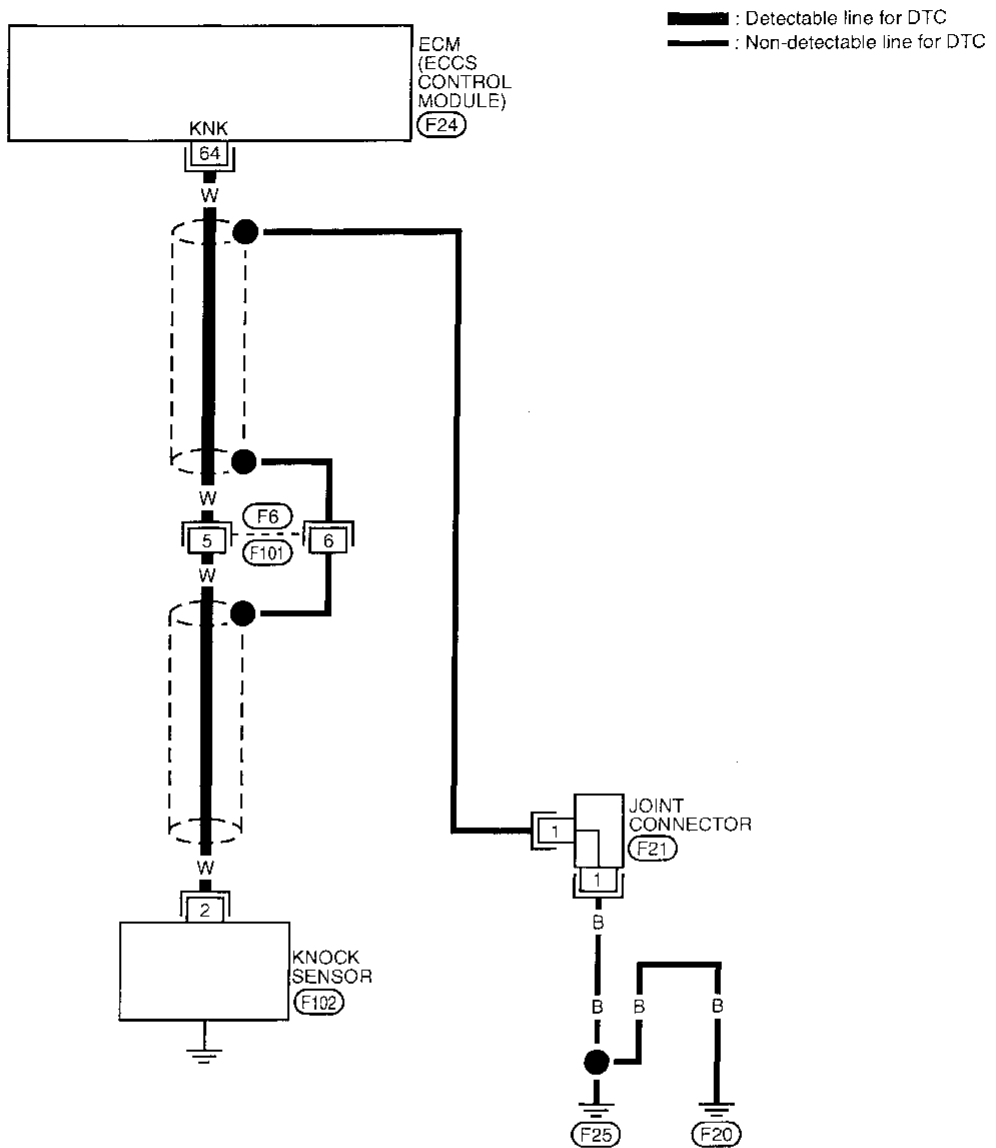 : Detectable line for DTC
: Non-detectable line for DTC
ECM
(ECCS
CONTROL
MODULE)
F24
KNK
64
W
W
F6
5
6
F101
W
W
2
KNOCK
SENSOR
F102
JOINT
CONNECTOR
F21
1
1
B
B
B
B
F25
F20